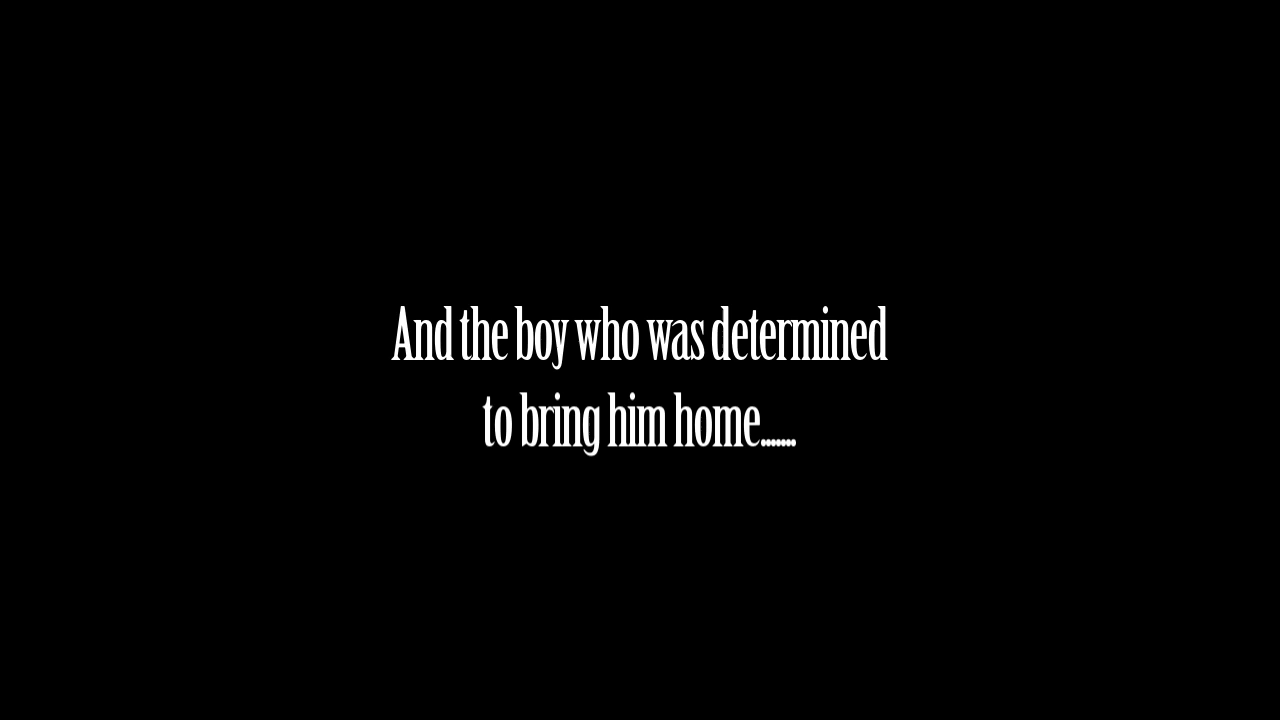 And the boy who was determined
to bring him home.......